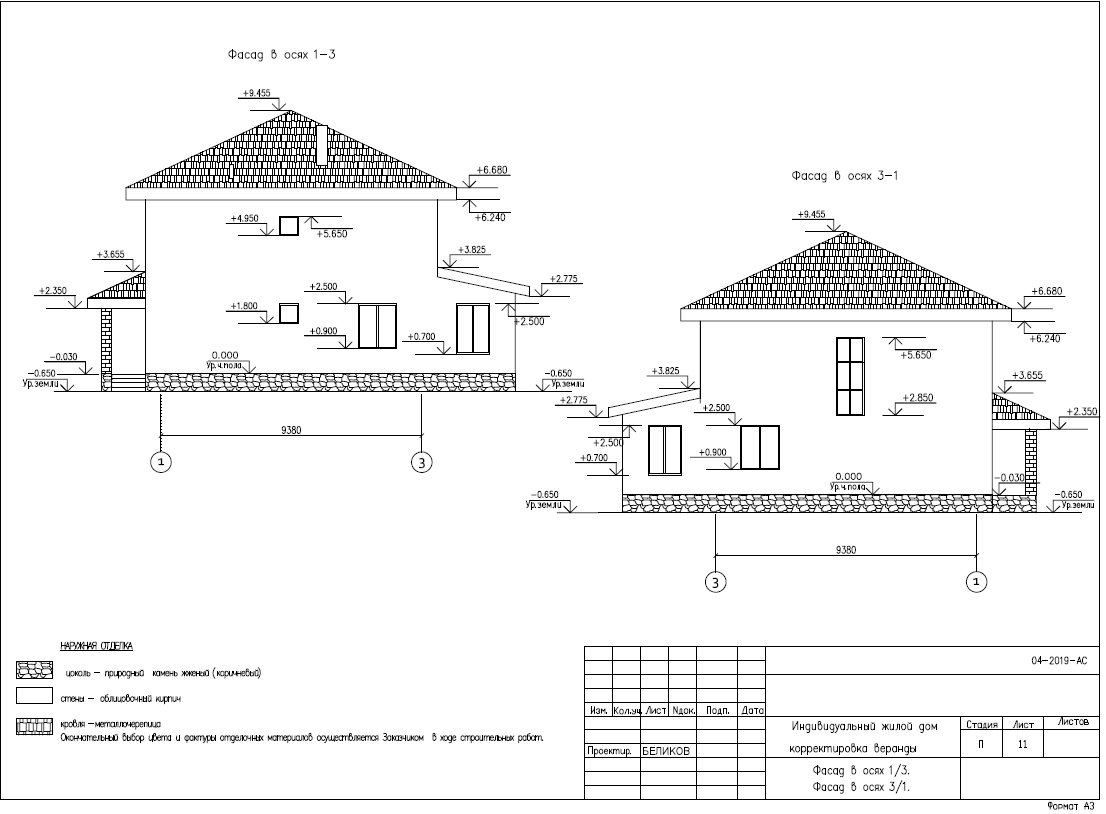 Фасад в осях 1-3
+9.455
+6.680
+6.240
+4.950
+5.650
+3.825
+3.655
+2.775
+2.350
+2.500
+1.800
+2.500
+0.900
+0.700
0.000
Ур.ч.пола
-0.030
-0.650
Ур.земли
-0.650
Ур.земли
9380
1
3
Фасад в осях 3-1
+9.455
+6.680
+6.240
+5.650
+3.825
+3.655
+2.850
+2.775
+2.500
+2.350
+2.500
+0.900
+0.700
0.000
Ур.ч.пола
-0.030
-0.650
Ур.земли
-0.650
Ур.земли
9380
3
1
НАРУЖНАЯ ОТДЕЛКА
цоколь - природный камень жженый (коричневый)
стены - облицовочный кирпич
кровля -металлочерепица
Окончательный выбор цвета и фактуры отделочных материалов осуществляется Заказчиком в ходе строительных работ.
04-2019-АС
Изм. Кол.уч. Лист Nдок. Подп. Дата
Индивидуальный жилой дом
корректировка веранды
Стадия Лист Листов
П 11
Проектир. БЕЛИКОВ
Фасад в осях 1/3.
Фасад в осях 3/1.
Формат А3